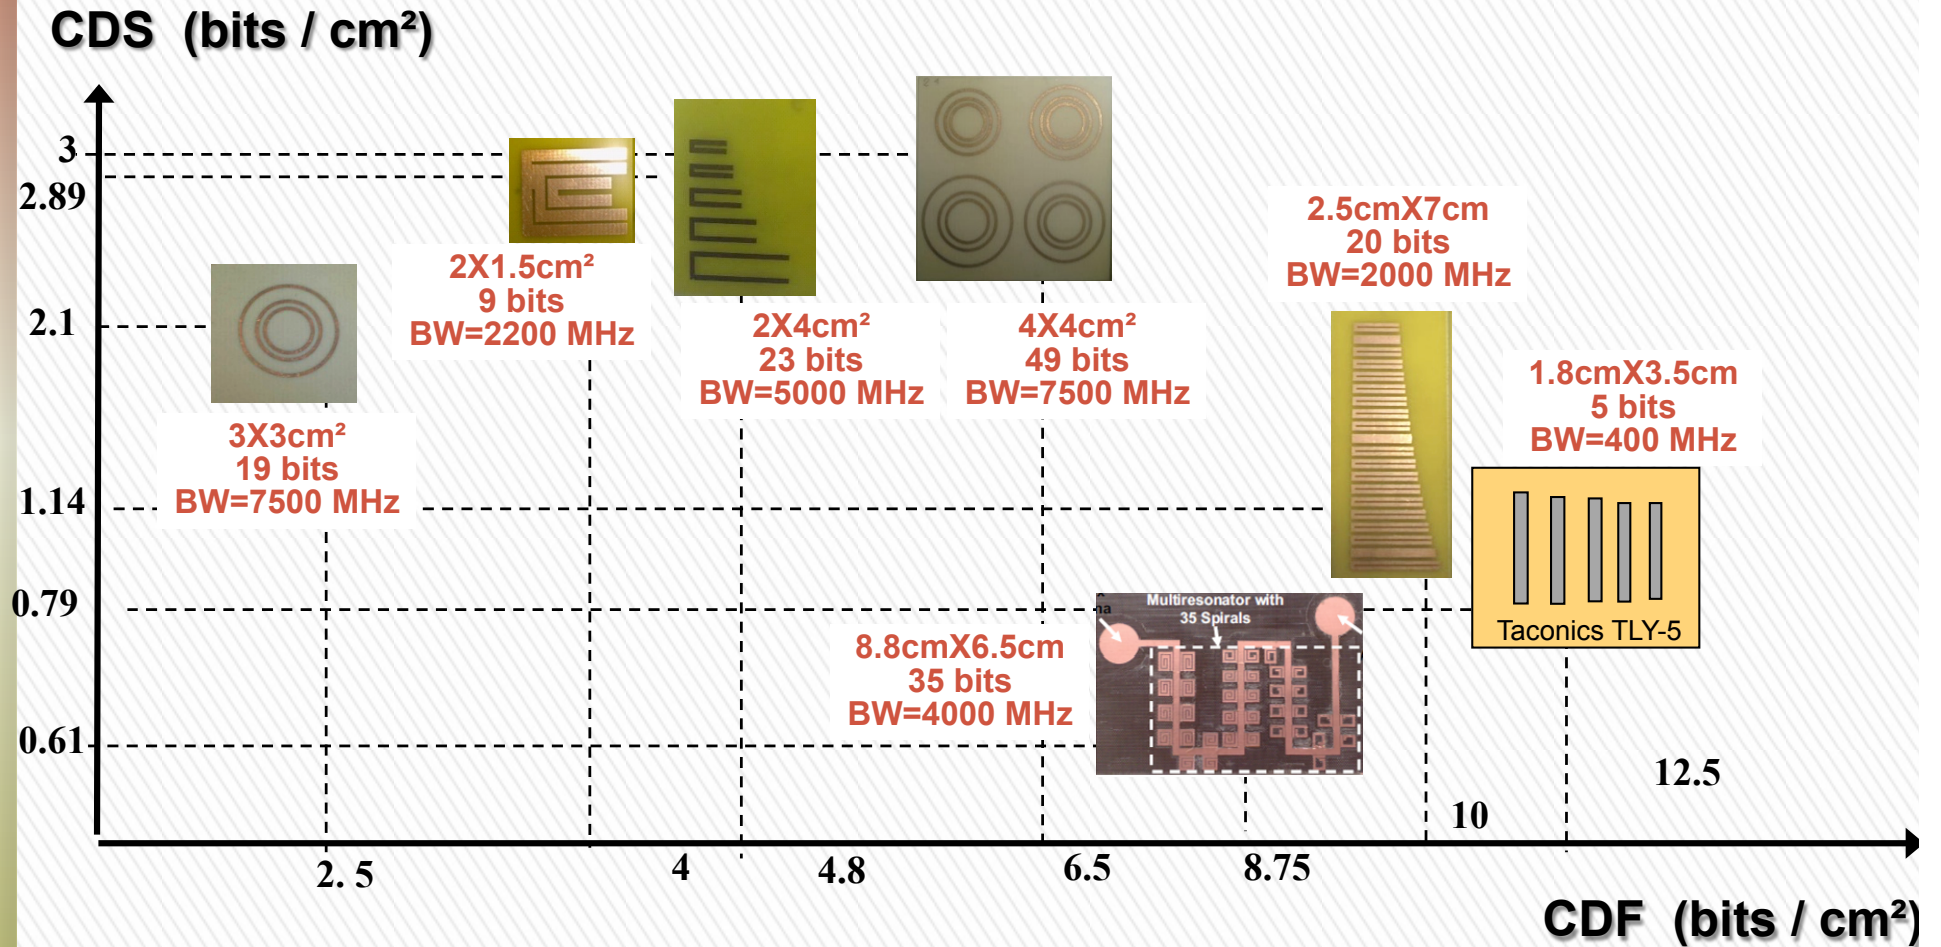 CDS (bits / cm²)
3
2.89
2.1
1.14
0.79
0.61
3X3cm²
19 bits
BW=7500 MHz
2X1.5cm²
9 bits
BW=2200 MHz
2X4cm²
23 bits
BW=5000 MHz
4X4cm²
49 bits
BW=7500 MHz
2.5cmX7cm
20 bits
BW=2000 MHz
1.8cmX3.5cm
5 bits
BW=400 MHz
Taconics TLY-5
8.8cmX6.5cm
35 bits
BW=4000 MHz
na
Multiresonator with
35 Spirals
2. 5
4
4.8
6.5
8.75
10
12.5
CDF (bits / cm²)